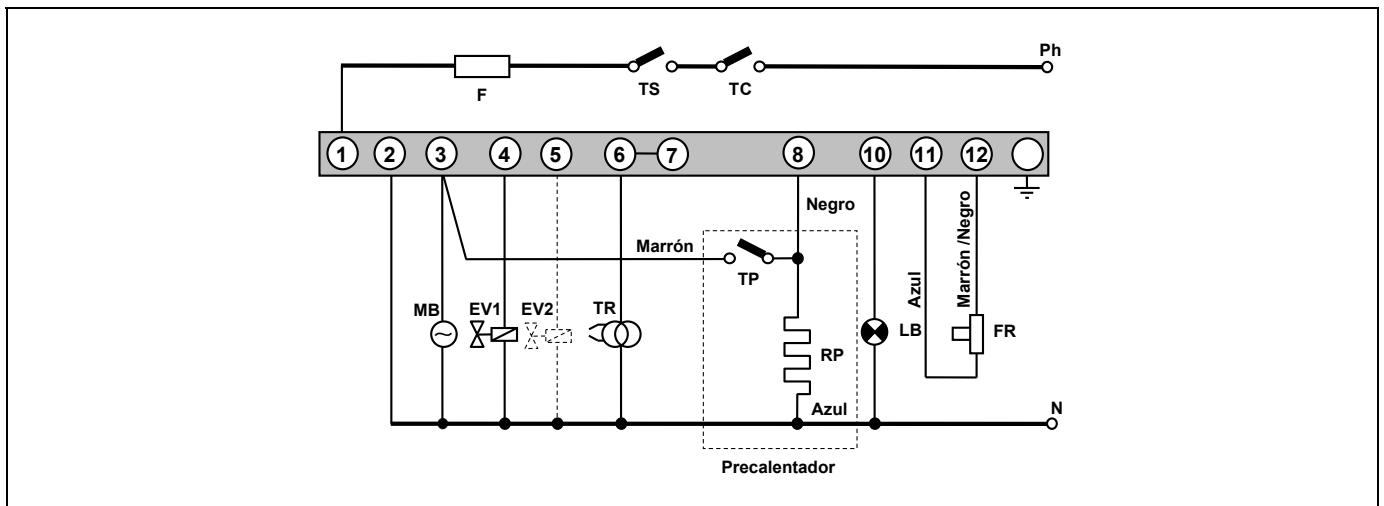 Ph
F
TS
TC
1 2 3 4 5 6 7 8 10 11 12
Negro
Marrón
TP
Azul
Marrón /Negro
MB
EV1
EV2
TR
RP
LB
FR
Azul
N
Precalentador